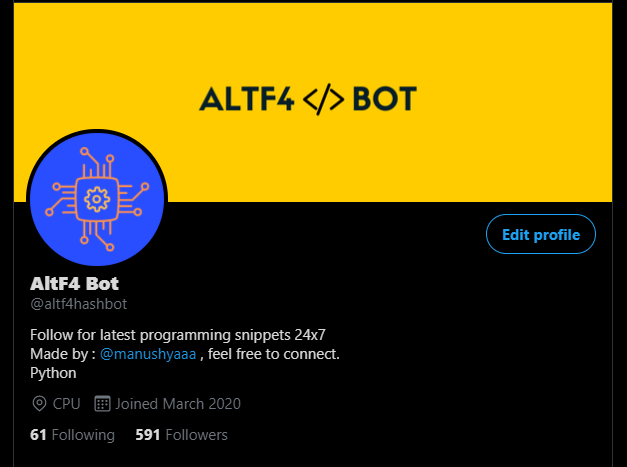 ALTF4 </> BOT
Edit profile
AltF4 Bot
@altf4hashbot
Follow for latest programming snippets 24x7
Made by : @manushyaaa , feel free to connect.
Python
CPU Joined March 2020
61 Following 591 Followers